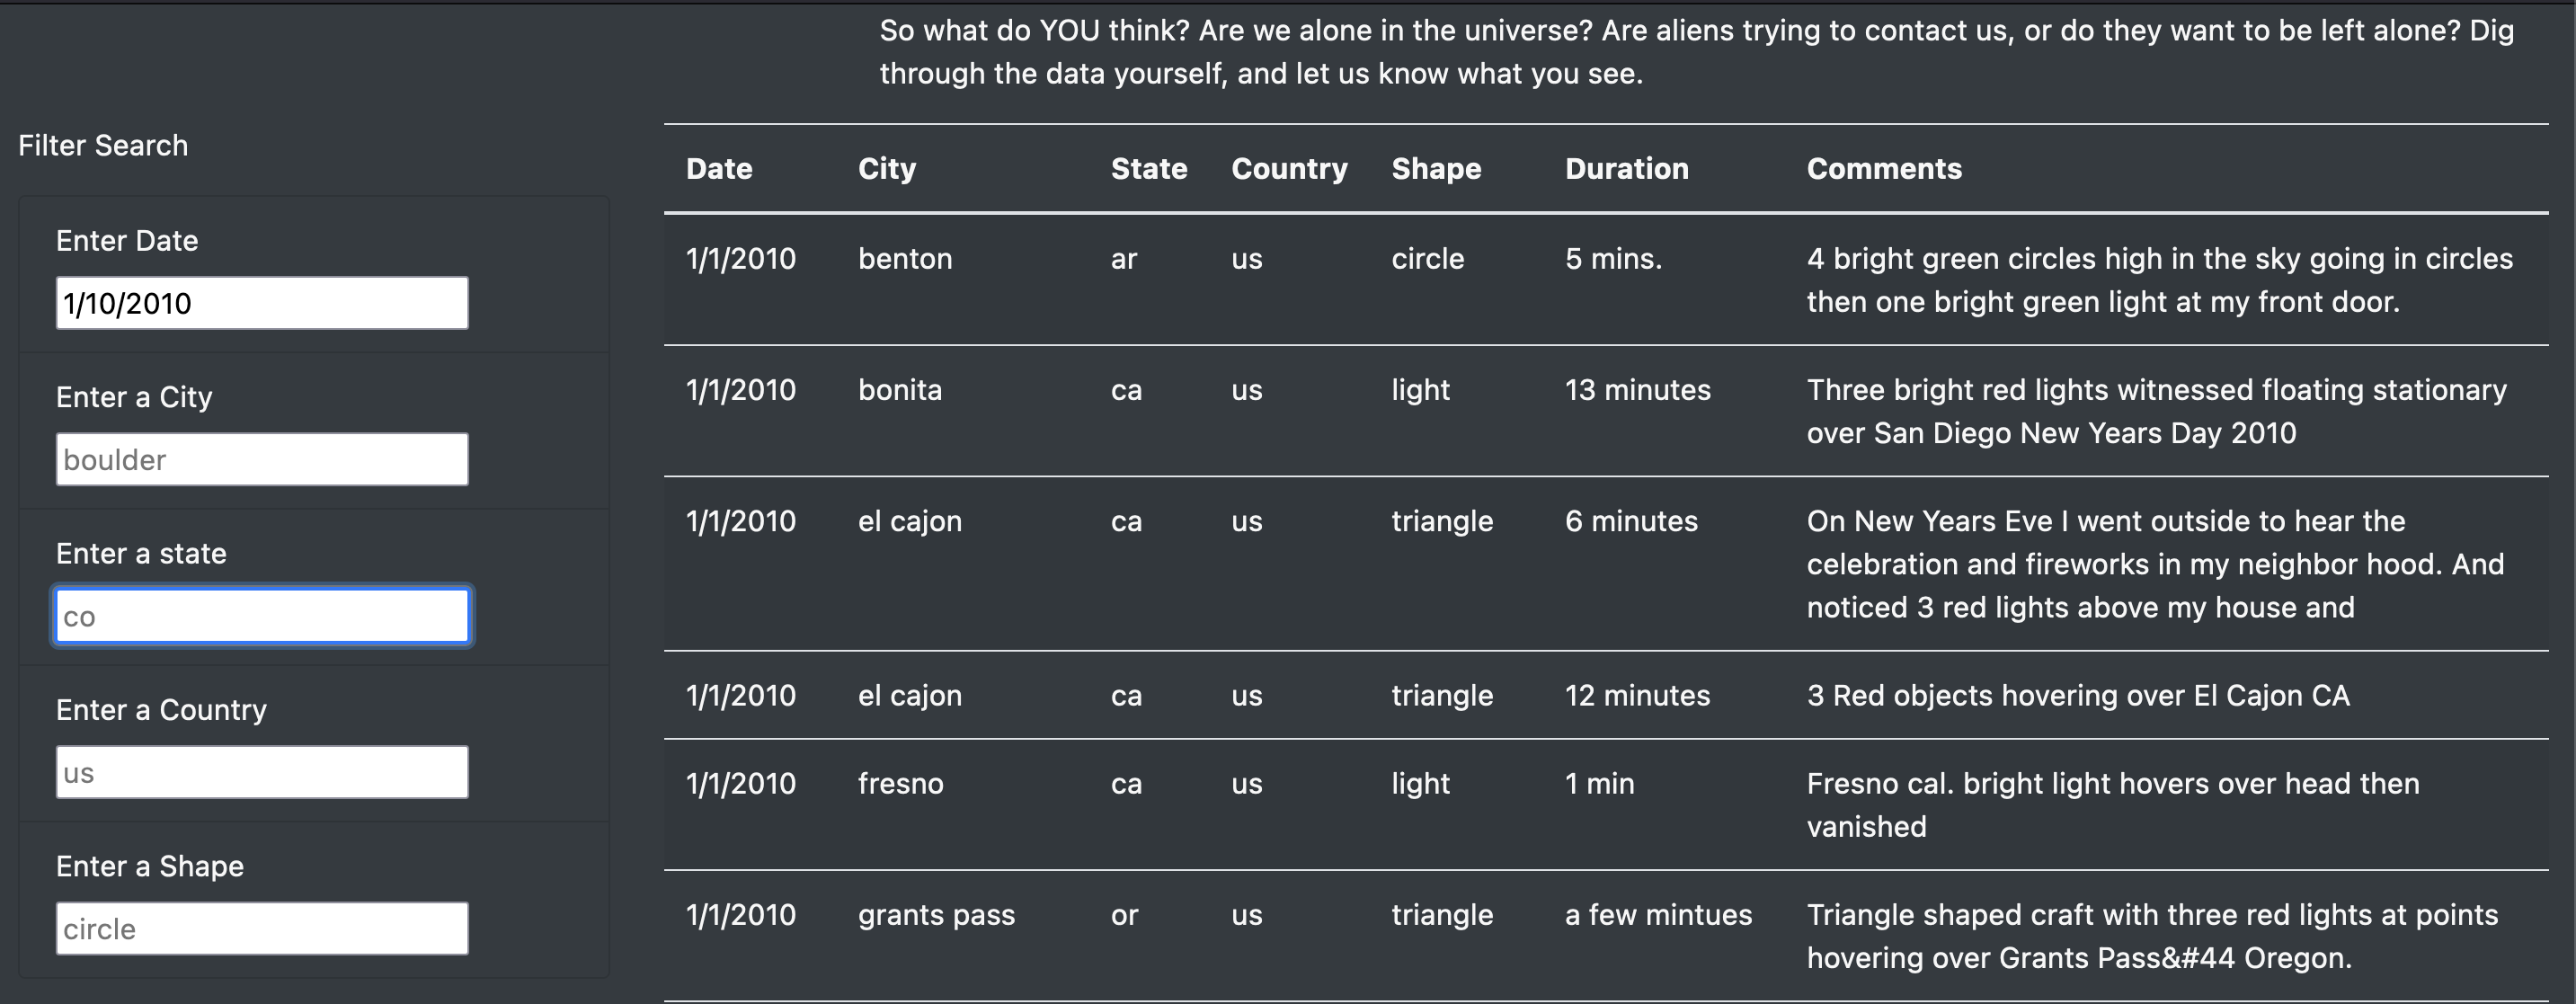 So what do YOU think? Are we alone in the universe? Are aliens trying to contact us, or do they want to be left alone? Dig
through the data yourself, and let us know what you see.
Filter Search
Enter Date
1/10/2010
Enter a City
boulder
Enter a state
co
Enter a Country
us
Enter a Shape
circle
Date City State Country Shape Duration Comments
1/1/2010 benton ar us circle 5 mins. 4 bright green circles high in the sky going in circles
then one bright green light at my front door.
1/1/2010 bonita ca us light 13 minutes Three bright red lights witnessed floating stationary
over San Diego New Years Day 2010
1/1/2010 el cajon ca us triangle 6 minutes On New Years Eve I went outside to hear the
celebration and fireworks in my neighbor hood. And
noticed 3 red lights above my house and
1/1/2010 el cajon ca us triangle 12 minutes 3 Red objects hovering over El Cajon CA
1/1/2010 fresno ca us light 1 min Fresno cal. bright light hovers over head then
vanished
1/1/2010 grants pass or us triangle a few mintues Triangle shaped craft with three red lights at points
hovering over Grants Pass&#44 Oregon.